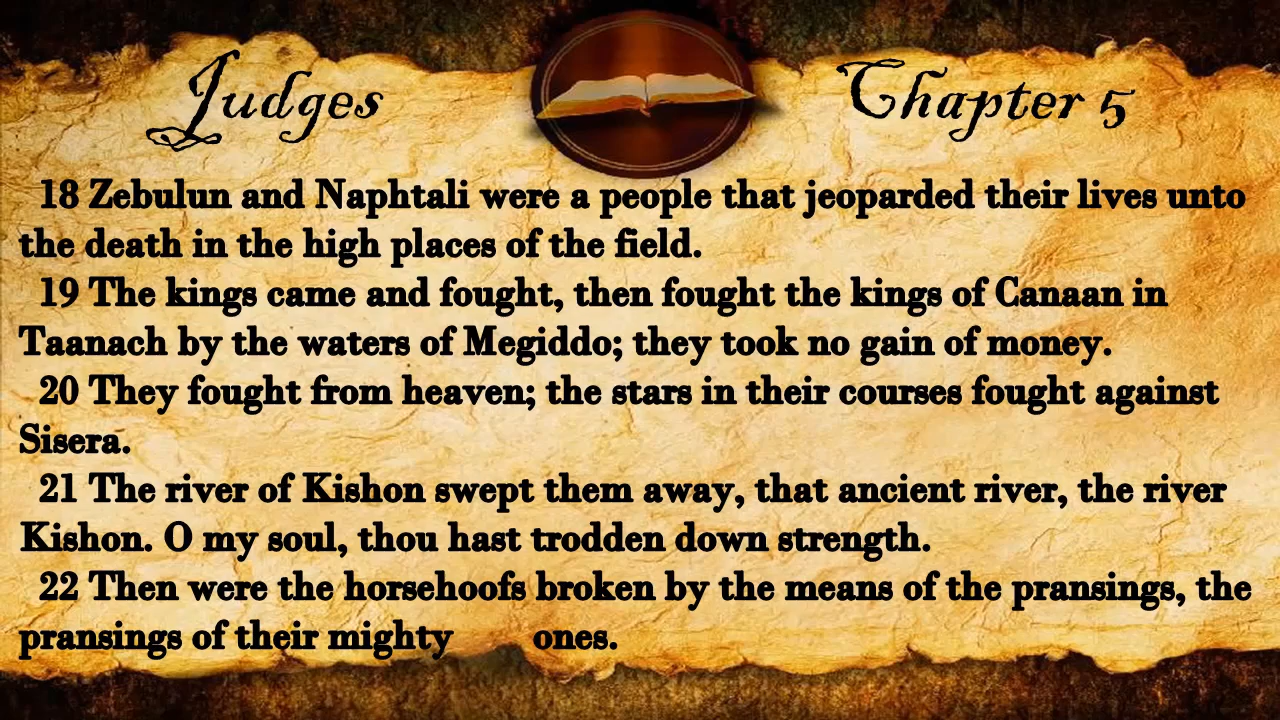 Judges
Chapter 5
18 Zebulun and Naphtali were a people that jeoparded their lives unto
the death in the high places of the field.
19 The kings came and fought, then fought the kings of Canaan in
Taanach by the waters of Megiddo; they took no gain of money.
20 They fought from heaven; the stars in their courses fought against
Sisera.
21 The river of Kishon swept them away, that ancient river, the river
Kishon. O my soul, thou hast trodden down strength.
22 Then were the horsehoofs broken by the means of the pransings, the
pransings of their mighty ones.